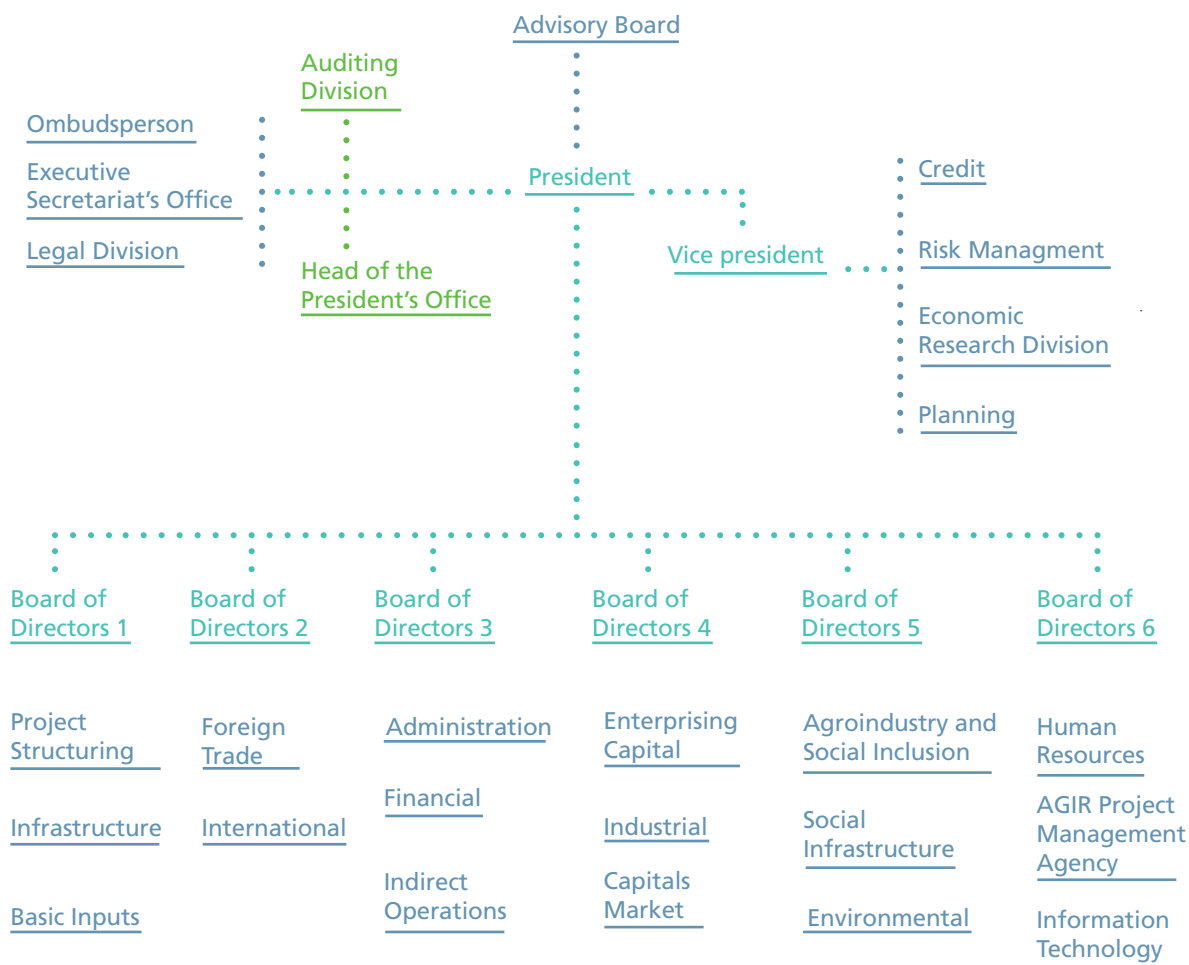 Advisory Board
Auditing
Division
Ombudsperson
Executive
Secretariat's Office
Legal Division
President
Head of the
President's Office
Vice president
Credit
Risk Managment
Economic
Research Division
Planning
Board of
Directors 1
Board of
Directors 2
Board of
Directors 3
Board of
Directors 4
Board of
Directors 5
Board of
Directors 6
Project
Structuring
Infrastructure
Basic Inputs
Foreign
Trade
International
Administration
Financial
Indirect
Operations
Enterprising
Capital
Industrial
Capitals
Market
Agroindustry and
Social Inclusion
Social
Infrastructure
Environmental
Human
Resources
AGIR Project
Management
Agency
Information
Technology